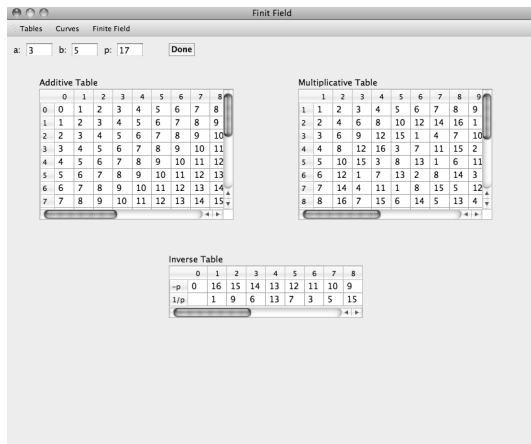 Finit Field
Tables Curves Finite Field
a: 3 b: 5 p: 17 Done
Additive Table
0 1 2 3 4 5 6 7 8
0 0 1 2 3 4 5 6 7 8
1 1 2 3 4 5 6 7 8 9
2 2 3 4 5 6 7 8 9 10
3 3 4 5 6 7 8 9 10 11
4 4 5 6 7 8 9 10 11 12
5 5 6 7 8 9 10 11 12 13
6 6 7 8 9 10 11 12 13 14
7 7 8 9 10 11 12 13 14 15
Multiplicative Table
1 2 3 4 5 6 7 8 9
1 1 2 3 4 5 6 7 8 9
2 2 4 6 8 10 12 14 16 1
3 3 6 9 12 15 1 4 7 10
4 4 8 12 16 3 7 11 15 2
5 5 10 15 3 8 13 1 6 11
6 6 12 1 7 13 2 8 14 3
7 7 14 4 11 1 8 15 5 12
8 8 16 7 15 6 14 5 13 4
Inverse Table
0 1 2 3 4 5 6 7 8
-p 0 16 15 14 13 12 11 10 9
1/p 1 9 6 13 7 3 5 15